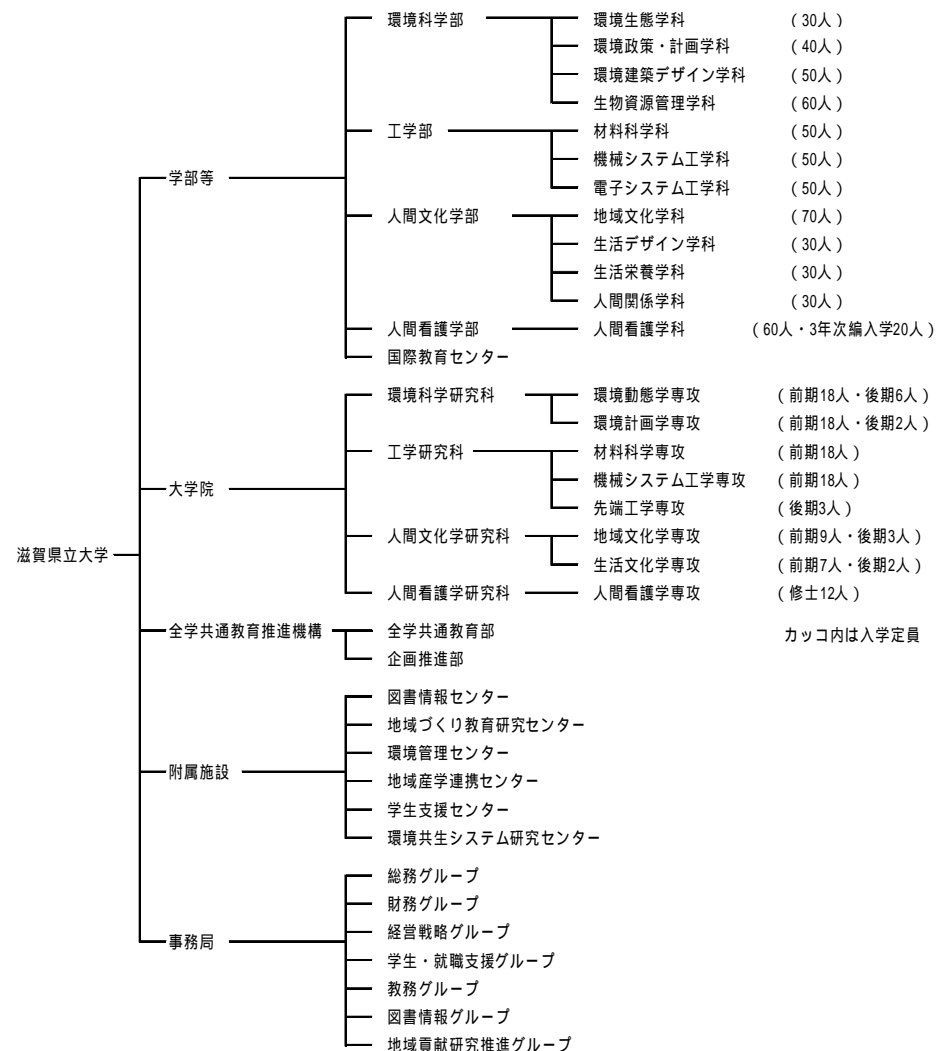 環境科学部 環境生態学科 （30人）
環境政策・計画学科 （40人）
環境建築デザイン学科 （50人）
生物資源管理学科 （60人）
工学部 材料科学科 （50人）
機械システム工学科 （50人）
学部等 電子システム工学科 （50人）
人間文化学部 地域文化学科 （70人）
生活デザイン学科 （30人）
生活栄養学科 （30人）
人間関係学科 （30人）
人間看護学部 人間看護学科 （60人・3年次編入学20人）
国際教育センター
環境科学研究科 環境動態学専攻 （前期18人・後期6人）
環境計画学専攻 （前期18人・後期2人）
工学研究科 材料科学専攻 （前期18人）
大学院 機械システム工学専攻 （前期18人）
先端工学専攻 （後期3人）
人間文化学研究科 地域文化学専攻 （前期9人・後期3人）
滋賀県立大学 生活文化学専攻 （前期7人・後期2人）
人間看護学研究科 人間看護学専攻 （修士12人）
全学共通教育推進機構 全学共通教育部 カッコ内は入学定員
企画推進部
図書情報センター
地域づくり教育研究センター
環境管理センター
附属施設 地域産学連携センター
学生支援センター
環境共生システム研究センター
総務グループ
財務グループ
経営戦略グループ
事務局 学生・就職支援グループ
教務グループ
図書情報グループ
地域貢献研究推進グループ